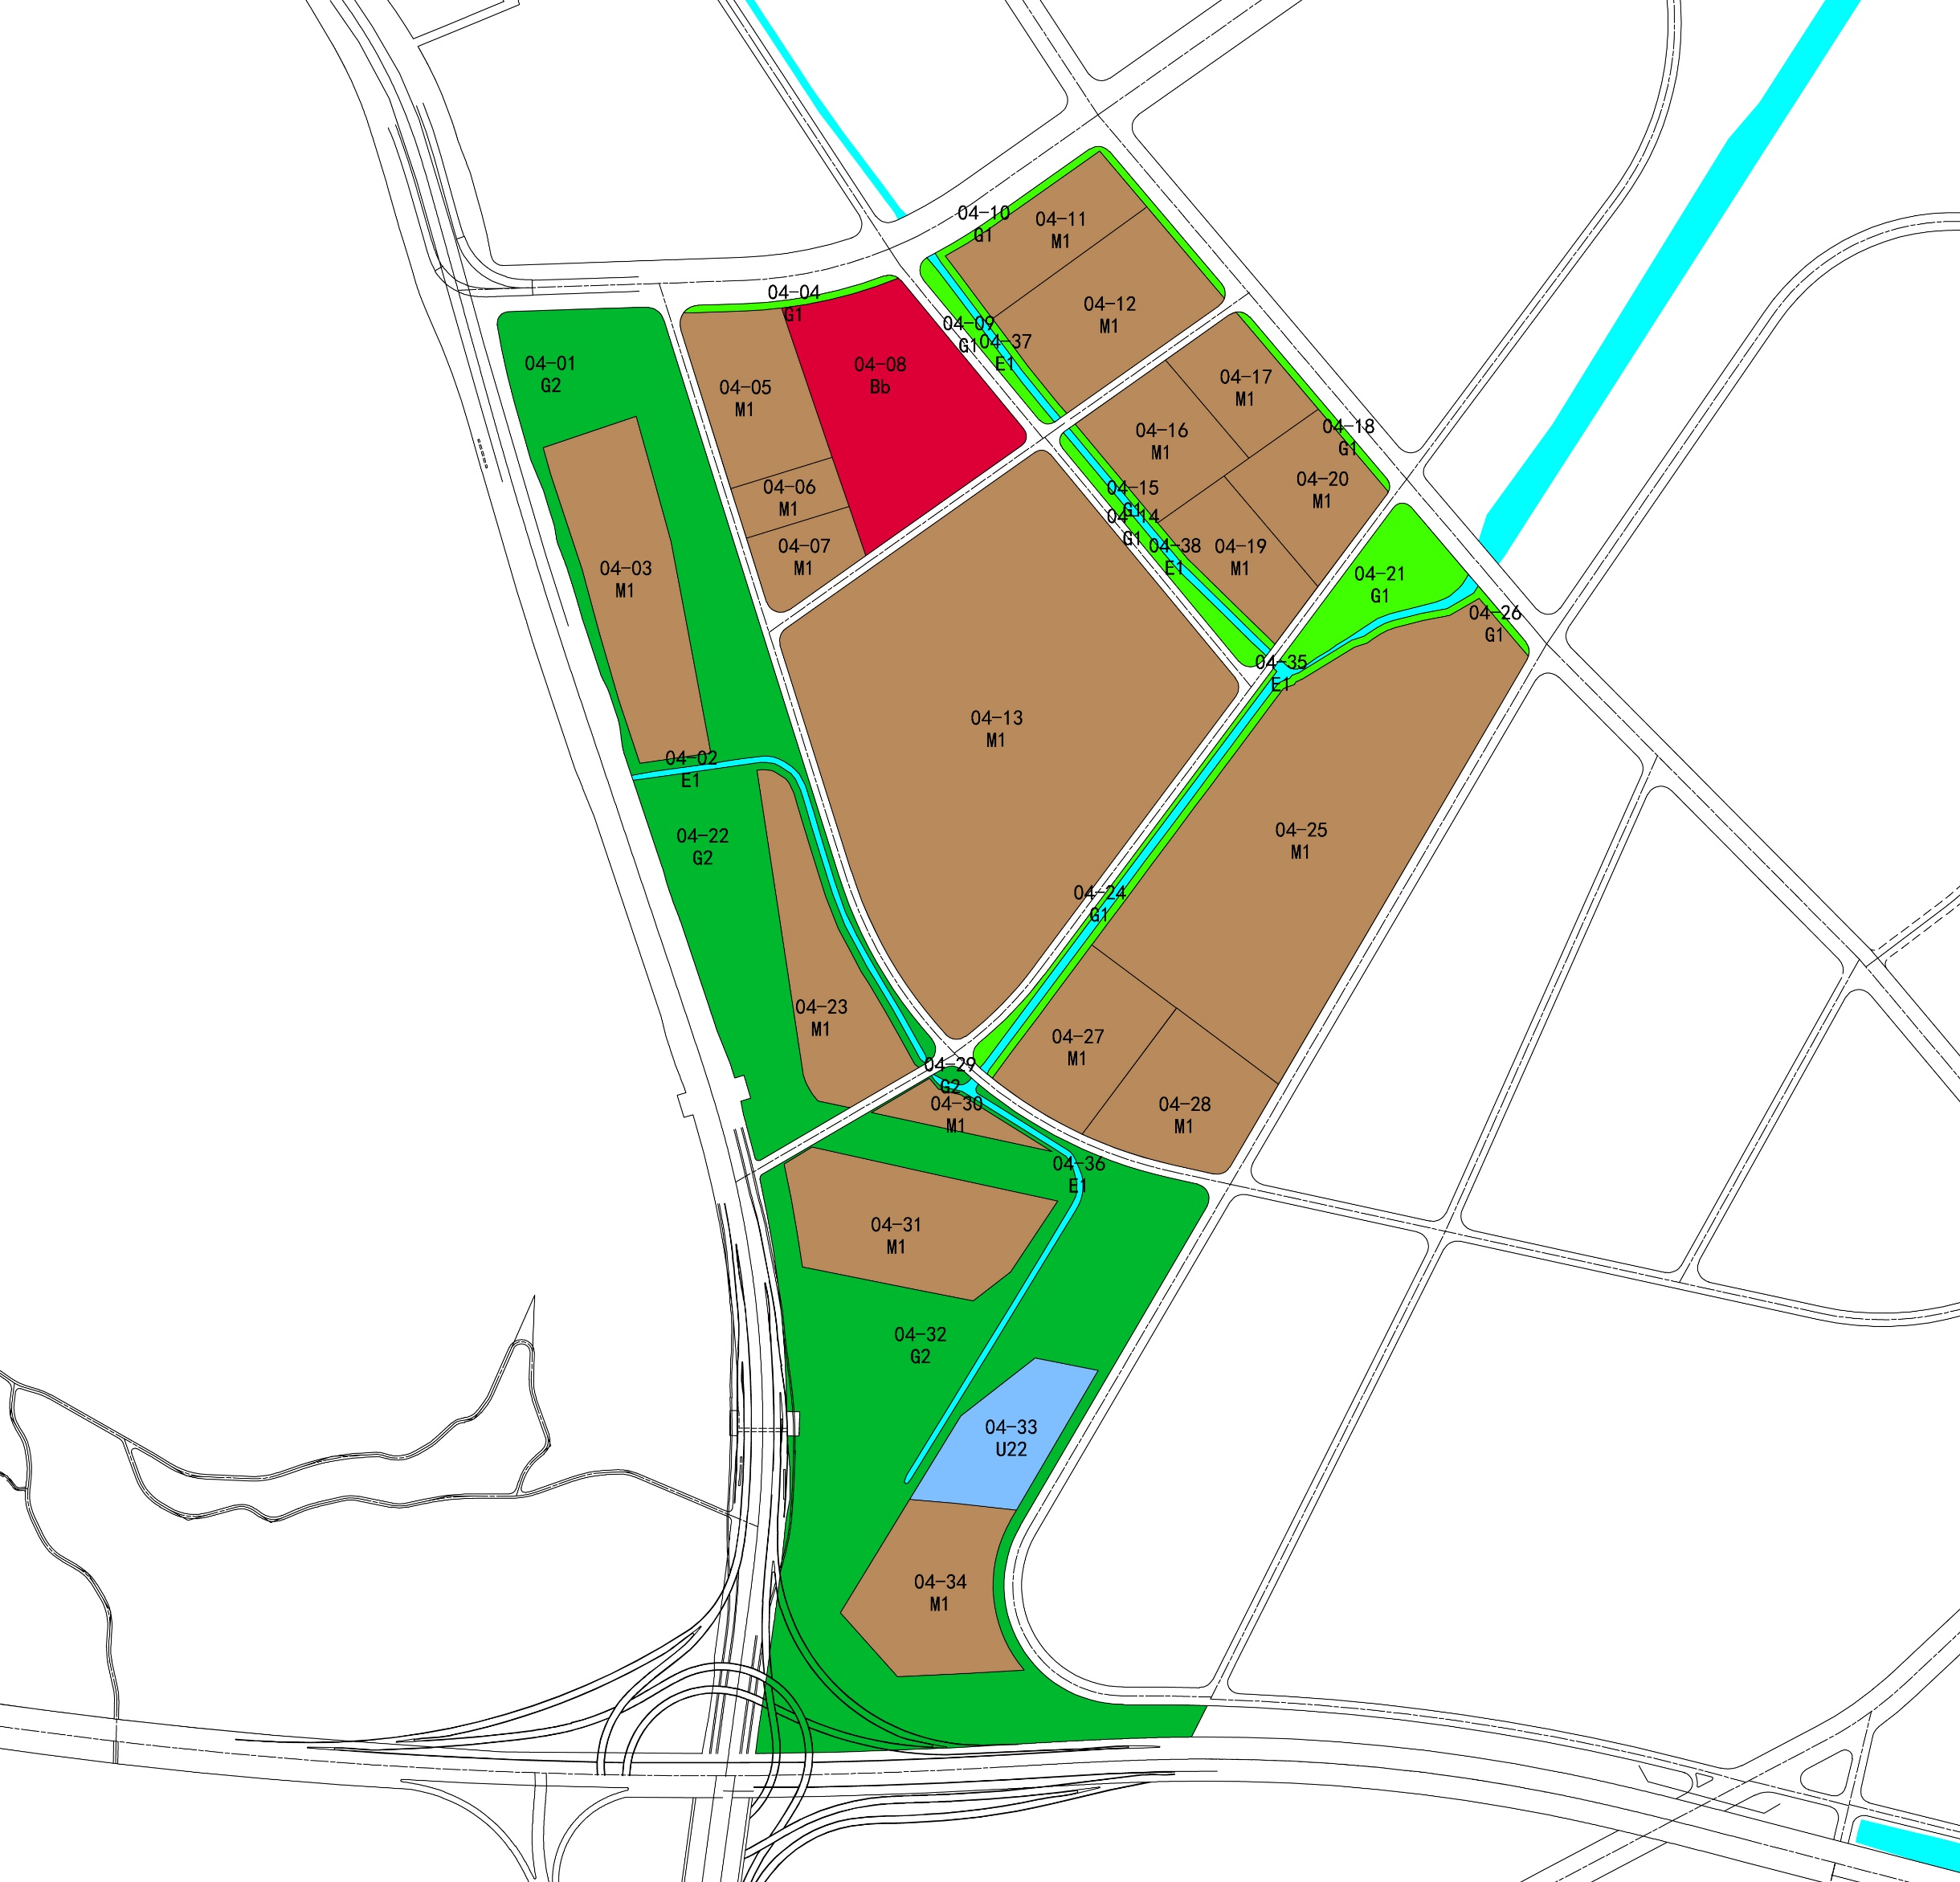 04-10
G1
04-11
M1
04-04
G1
04-12
M1
04-09
G1
04-37
E1
04-01
G2
04-08
Bb
04-05
M1
04-17
M1
04-18
G1
04-16
M1
04-06
M1
04-15
G1
04-20
M1
04-14
G1
04-07
M1
04-38
E1
04-19
M1
04-03
M1
04-21
G1
04-26
G1
04-35
E1
04-13
M1
04-02
E1
04-22
G2
04-25
M1
04-24
G1
04-23
M1
04-27
M1
04-29
G2
04-30
M1
04-28
M1
04-36
E1
04-31
M1
04-32
G2
04-33
U22
04-34
M1